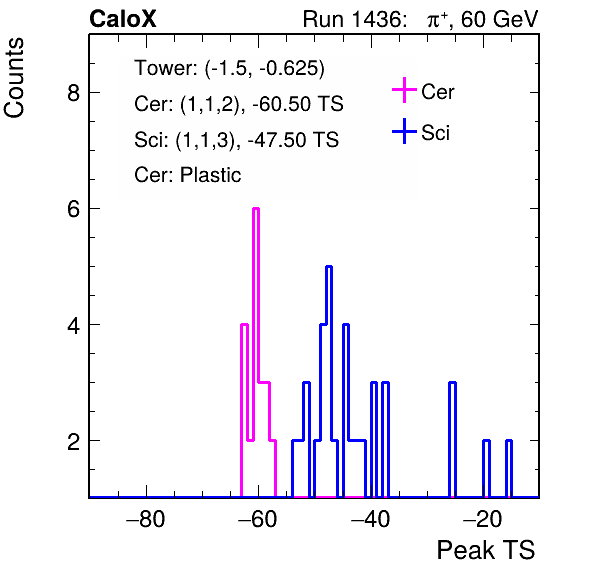 CaloX Run 1436: π⁺, 60 GeV
Counts
Tower: (-1.5, -0.625)
Cer: (1,1,2), -60.50 TS
Sci: (1,1,3), -47.50 TS
Cer: Plastic
Cer
Sci
8
6
4
2
−80 −60 −40 −20
Peak TS